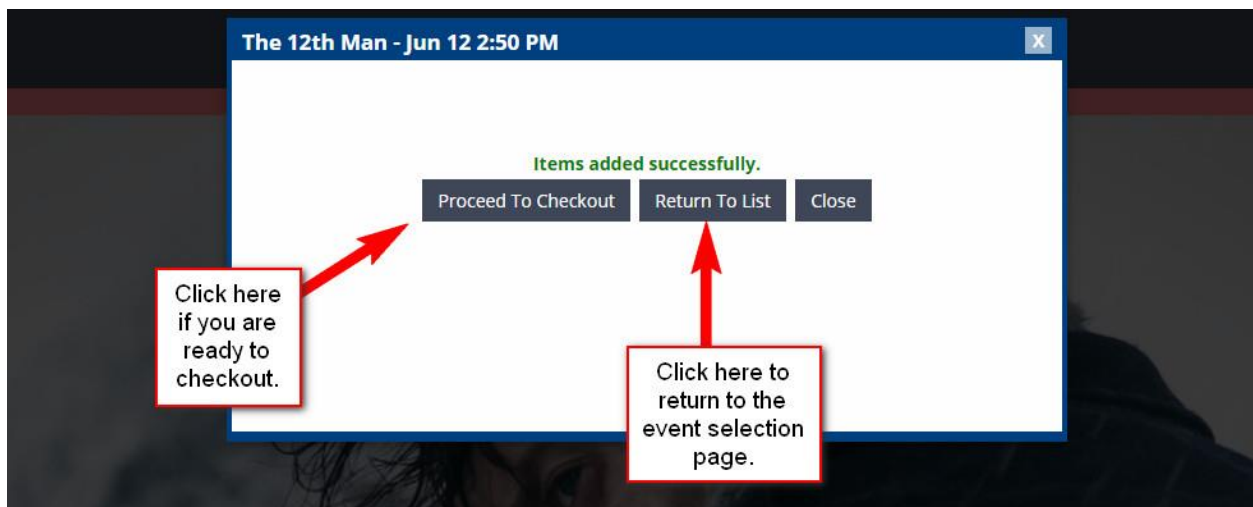 The 12th Man - Jun 12 2:50 PM
X
Items added successfully.
Proceed To Checkout
Return To List
Close
Click here
if you are
ready to
checkout.
Click here to
return to the
event selection
page.